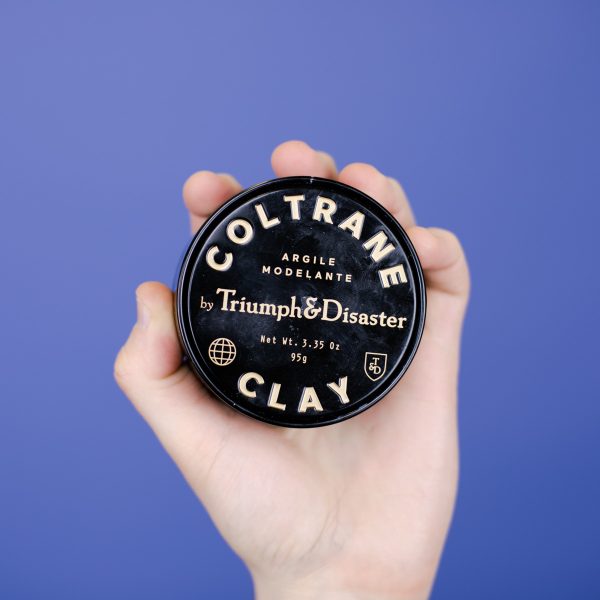 COLTRANE
ARGILE
MODELANTE
by Triumph&Disaster
Net Wt. 3.35 Oz
95g
T
&
D
CLAY